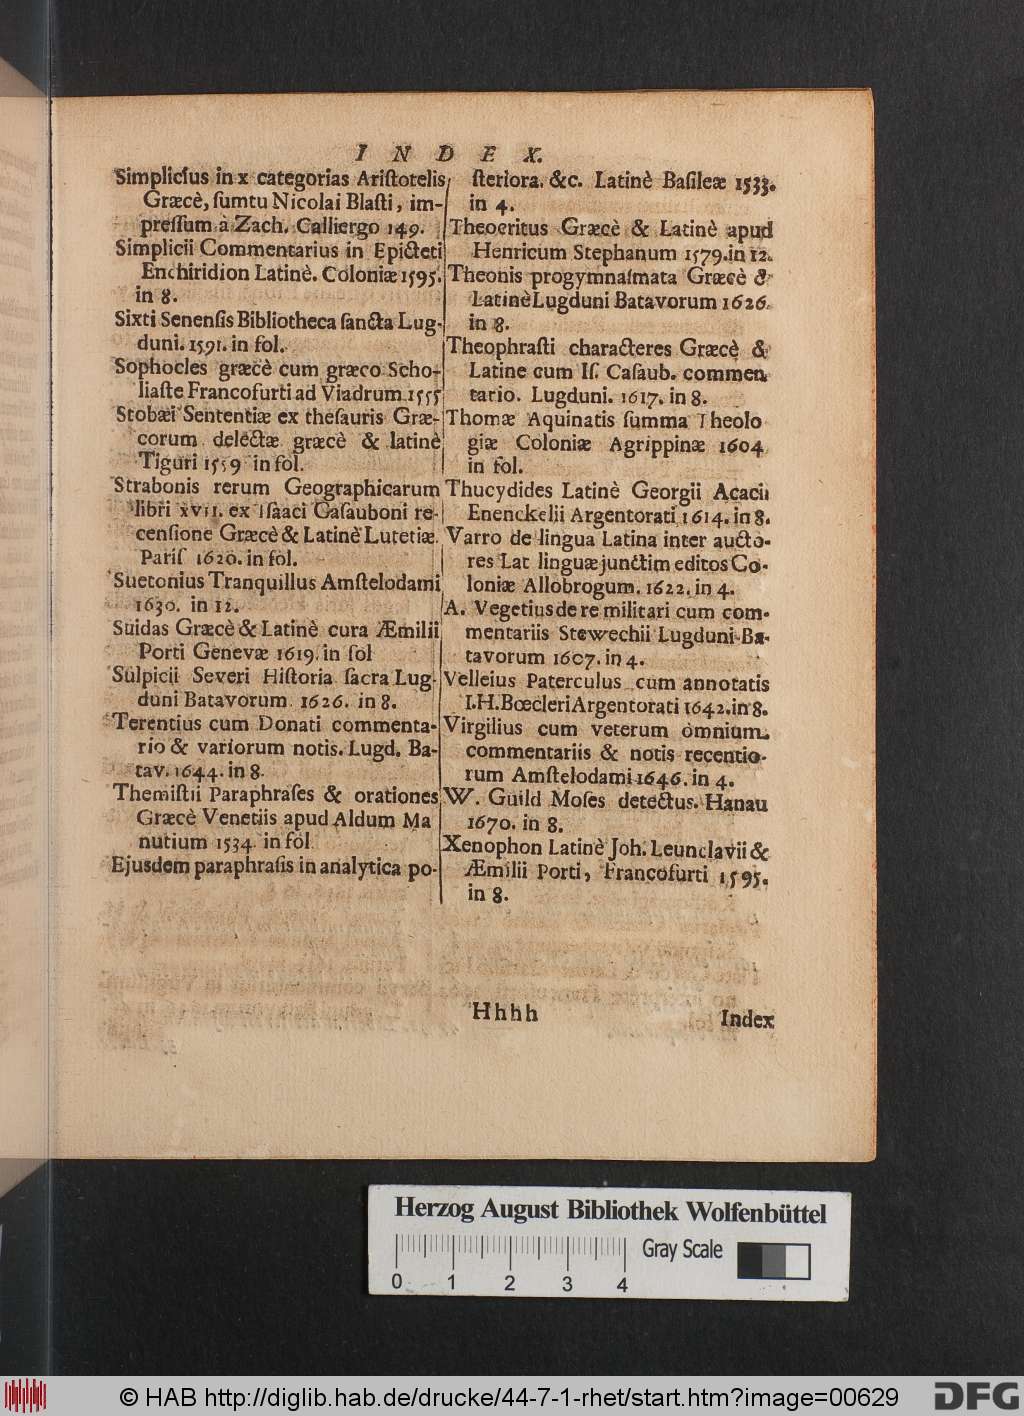 INDEX.
Simplicius in x categorias Ariſtotelis
Græcè, ſumtu Nicolai Blaſti, im-
preſſum à Zach. Calliergo 149.
Simplicii Commentarius in Epicteti
Enchiridion Latinè. Coloniæ 1595.
in 8.
Sixti Senenſis Bibliotheca ſancta Lug-
duni. 1591. in fol.
Sophocles græcè cum græco Scho-
liaſte Francofurti ad Viadrum. 1555
Stobæi Sententiæ ex theſauris Græ-
corum delectæ græcè & latinè
Tiguri 1559 in fol.
Strabonis rerum Geographicarum
libri XVII. ex Iſaaci Caſauboni re-
cenſione Græcè & Latinè Lutetiæ
Pariſ 1620. in fol.
Suetonius Tranquillus Amſtelodami
1630. in 12.
Suidas Græcè & Latinè cura Æmilii
Porti Genevæ 1619. in fol
Sulpicii Severi Hiſtoria ſacra Lug-
duni Batavorum. 1626. in 8.
Terentius cum Donati commenta-
rio & variorum notis. Lugd. Ba-
tav. 1644. in 8.
Themiſtii Paraphraſes & orationes
Græcè Venetiis apud Aldum Ma
nutium 1534. in fol
Ejusdem paraphraſis in analytica po-
ſteriora. &c. Latinè Baſileæ 1533.
in 4.
Theocritus Græcè & Latinè apud
Henricum Stephanum 1579. in 12.
Theonis progymnaſmata Græcè &
Latinè Lugduni Batavorum 1626.
in 8.
Theophraſti characteres Græcè &
Latine cum Iſ. Caſaub. commen
tario. Lugduni. 1617. in 8.
Thomæ Aquinatis ſumma Theolo
giæ Coloniæ Agrippinæ 1604
in fol.
Thucydides Latinè Georgii Acacii
Enenckelii Argentorati 1614. in 8.
Varro de lingua Latina inter aucto-
res Lat linguæ junctim editos Co-
loniæ Allobrogum. 1622. in 4.
A. Vegetius de re militari cum com-
mentariis Stewechii Lugduni Ba-
tavorum 1607. in 4.
Velleius Paterculus cum annotatis
I.H. Bœcleri Argentorati 1642. in 8.
Virgilius cum veterum omnium
commentariis & notis recentio-
rum Amſtelodami 1646. in 4.
W. Guild Moſes detectus. Hanau
1670. in 8.
Xenophon Latinè Joh. Leunclavii &
Æmilii Porti, Francofurti 1595.
in 8.
Hhhh
Index
Herzog August Bibliothek Wolfenbüttel
Gray Scale
0 1 2 3 4
© HAB http://diglib.hab.de/drucke/44-7-1-rhet/start.htm?image=00629
DFG